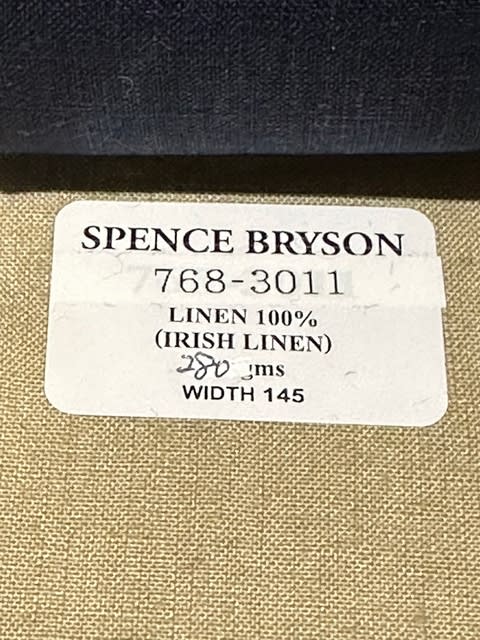 SPENCE BRYSON
768-3011
LINEN 100%
(IRISH LINEN)
280 gms
WIDTH 145